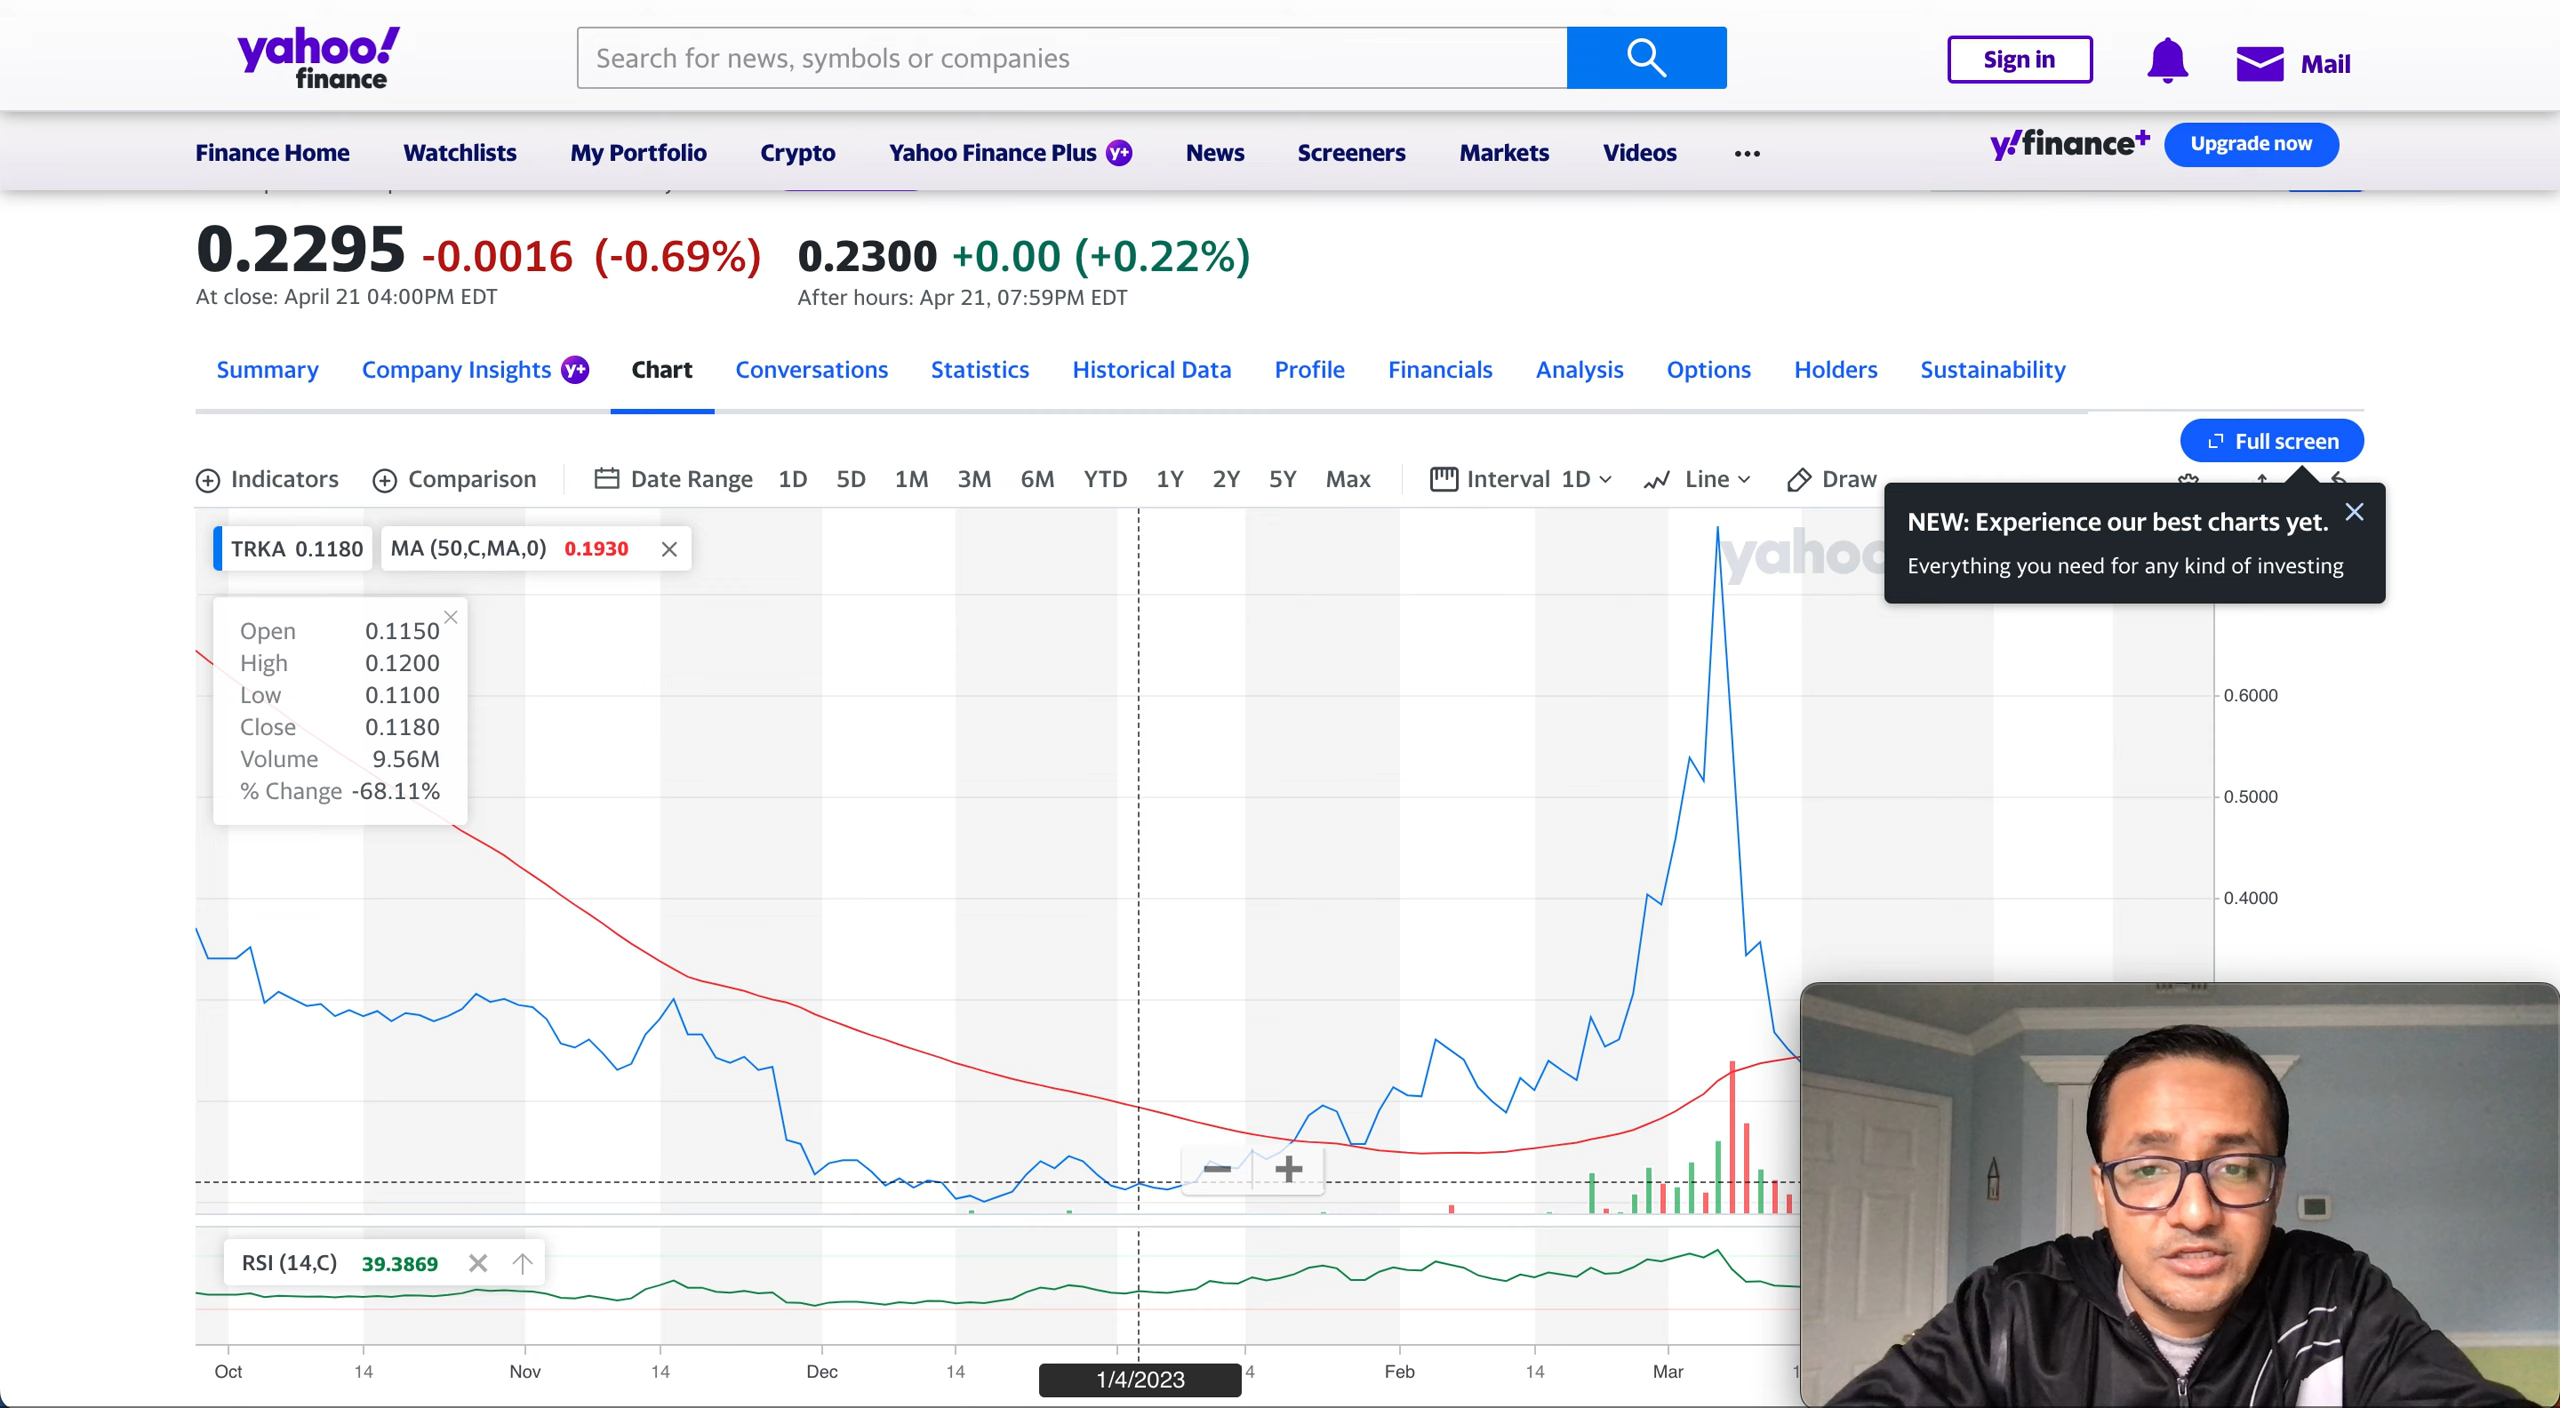 yahoo!
finance
Search for news, symbols or companies
Sign in
Mail
Finance Home
Watchlists
My Portfolio
Crypto
Yahoo Finance Plus y+
News
Screeners
Markets
Videos
...
y!finance+
Upgrade now
0.2295 -0.0016 (-0.69%)
At close: April 21 04:00PM EDT
0.2300 +0.00 (+0.22%)
After hours: Apr 21, 07:59PM EDT
Summary
Company Insights y+
Chart
Conversations
Statistics
Historical Data
Profile
Financials
Analysis
Options
Holders
Sustainability
Full screen
Indicators
Comparison
Date Range 1D 5D 1M 3M 6M YTD 1Y 2Y 5Y Max
Interval 1D
Line
Draw
NEW: Experience our best charts yet.
Everything you need for any kind of investing
TRKA 0.1180
MA (50,C,MA,0) 0.1930
yahoo
Open 0.1150
High 0.1200
Low 0.1100
Close 0.1180
Volume 9.56M
% Change -68.11%
0.6000
0.5000
0.4000
RSI (14,C) 39.3869
Oct 14 Nov 14 Dec 14 1/4/2023 4 Feb 14 Mar 1